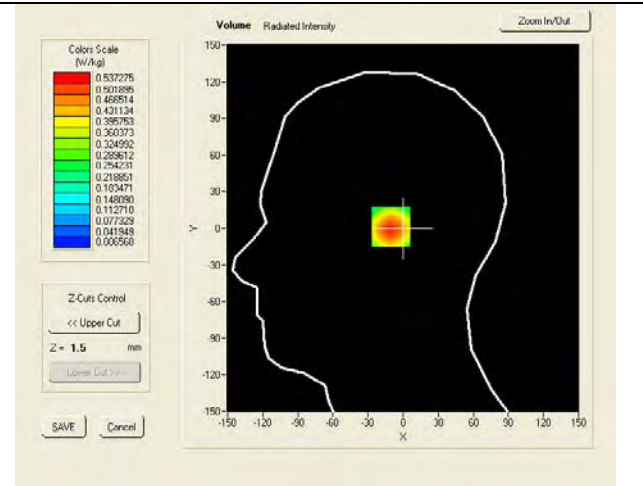 Volume Radiated Intensity
Zoom In/Out
Colors Scale
(W/kg)
0.537275
0.501895
0.466514
0.431134
0.395753
0.360373
0.324992
0.289612
0.254231
0.218851
0.183471
0.148090
0.112710
0.077329
0.041949
0.006568
Z-Cuts Control
<< Upper Cut
Z = 1.5 mm
Lower Cut >>
SAVE Cancel
150
120
90
60
30
0
-30
-60
-90
-120
-150
Y
-150 -120 -90 -60 -30 0 30 60 90 120 150
X